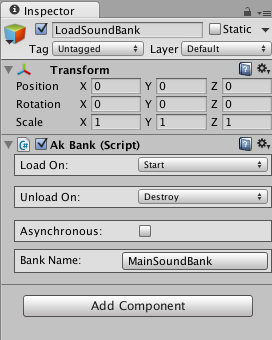 Inspector
LoadSoundBank Static
Tag Untagged Layer Default
Transform
Position X 0 Y 0 Z 0
Rotation X 0 Y 0 Z 0
Scale X 1 Y 1 Z 1
C# Ak Bank (Script)
Load On: Start
Unload On: Destroy
Asynchronous:
Bank Name: MainSoundBank
Add Component